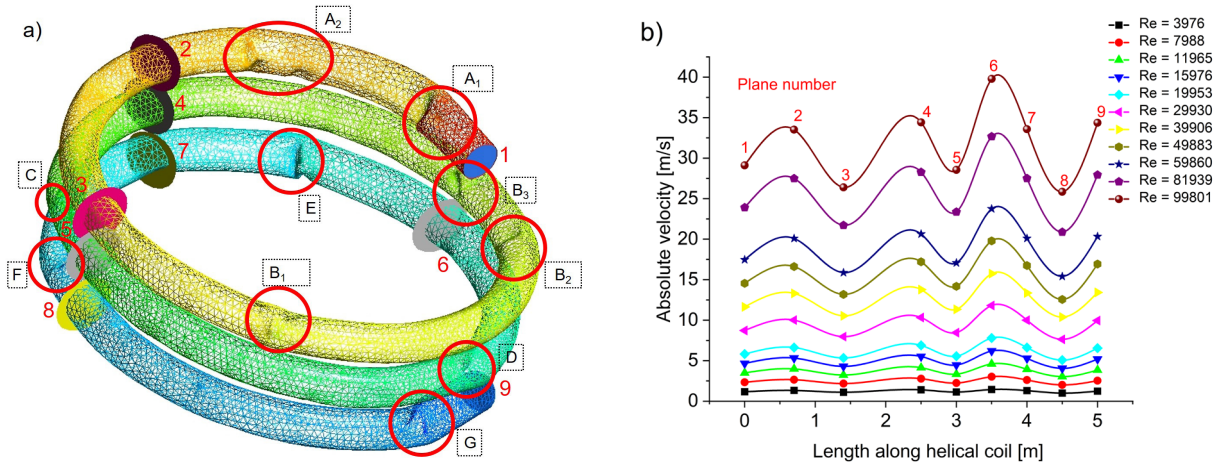 a)
A₂
2
A₁
4
7
1
C
3
E
B₃
5
6
F
B₂
B₁
8
D
9
G
b)
Re = 3976
Re = 7988
Re = 11965
Re = 15976
Re = 19953
Re = 29930
Re = 39906
Re = 49883
Re = 59860
Re = 81939
Re = 99801
Plane number
1
2
3
4
5
6
7
8
9
Absolute velocity [m/s]
40
35
30
25
20
15
10
5
0
0
1
2
3
4
5
Length along helical coil [m]